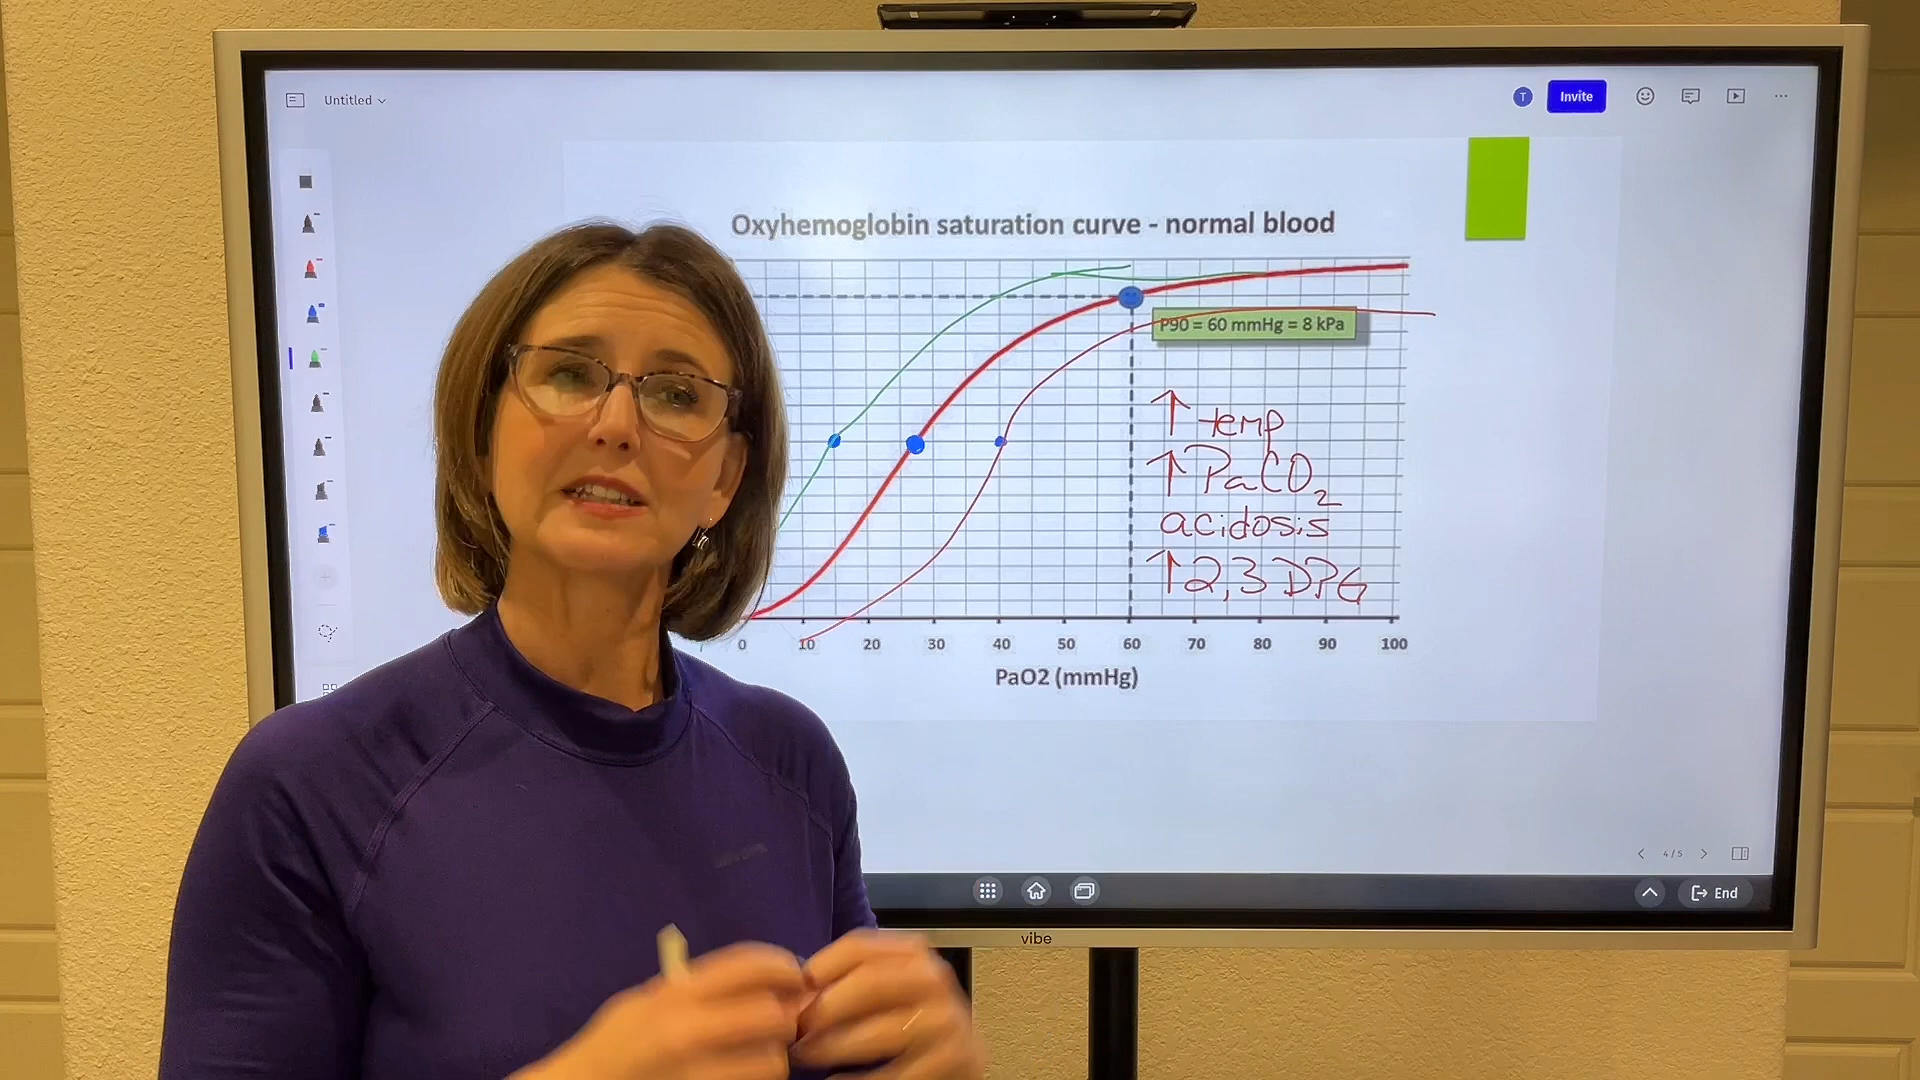 Untitled
T
Invite
Oxyhemoglobin saturation curve - normal blood
P90 = 60 mmHg = 8 kPa
↑ temp
↑ PaCO2
acidosis
↑ 2,3 DPG
0 10 20 30 40 50 60 70 80 90 100
PaO2 (mmHg)
4/5
End
vibe